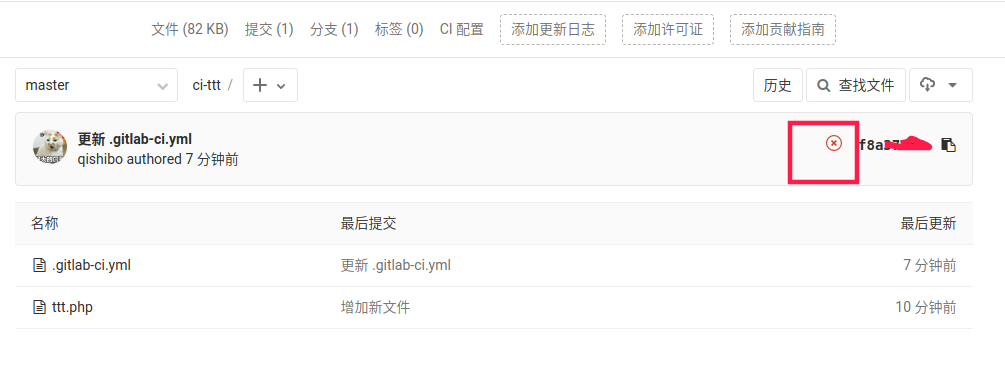 文件 (82 KB) 提交 (1) 分支 (1) 标签 (0) CI 配置 添加更新日志 添加许可证 添加贡献指南
master ci-ttt / 历史 查找文件
更新 .gitlab-ci.yml
qishibo authored 7 分钟前
名称 最后提交 最后更新
.gitlab-ci.yml 更新 .gitlab-ci.yml 7 分钟前
ttt.php 增加新文件 10 分钟前